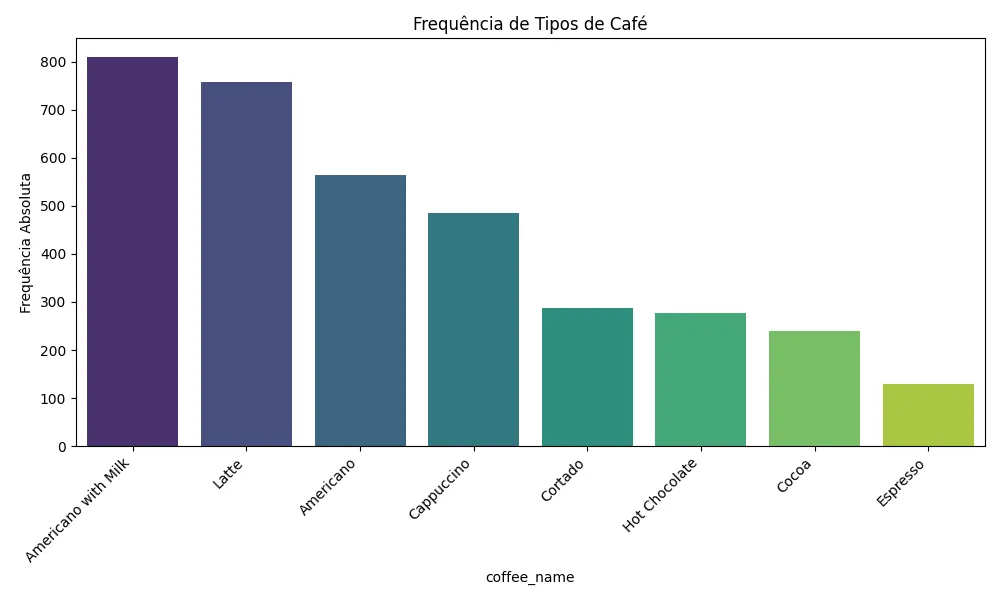 Frequência de Tipos de Café
Frequência Absoluta
800
700
600
500
400
300
200
100
0
Americano with Milk
Latte
Americano
Cappuccino
Cortado
Hot Chocolate
Cocoa
Espresso
coffee_name